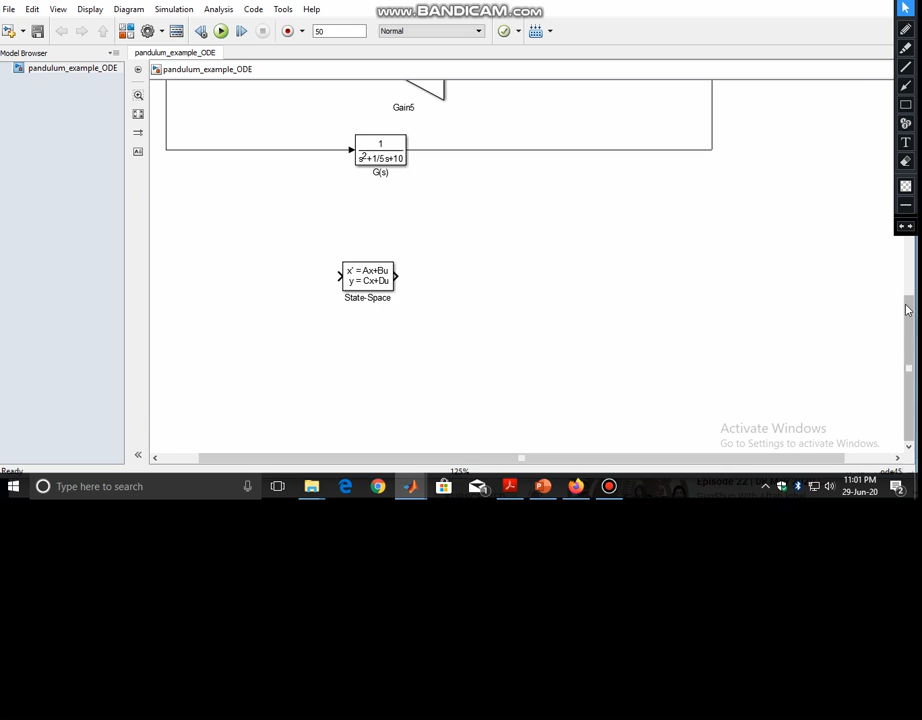 www.BANDICAM.com
File Edit View Display Diagram Simulation Analysis Code Tools Help
50 Normal
Model Browser pandulum_example_ODE
pandulum_example_ODE pandulum_example_ODE
Gain5
1
s²+1/5s+10
G(s)
x' = Ax+Bu
y = Cx+Du
State-Space
Activate Windows
Go to Settings to activate Windows.
Ready 125% ode45
Type here to search
11:01 PM
29-Jun-20